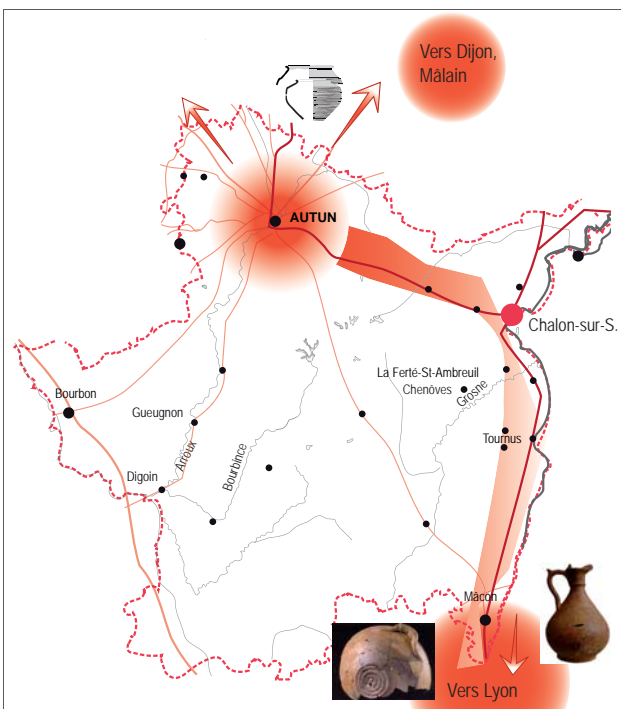 Vers Dijon,
Mâlain
AUTUN
Chalon-sur-S.
La Ferté-St-Ambreuil
Chenôves
Grosne
Bourbon
Gueugnon
Arroux
Bourbince
Tournus
Digoin
Mâcon
Vers Lyon